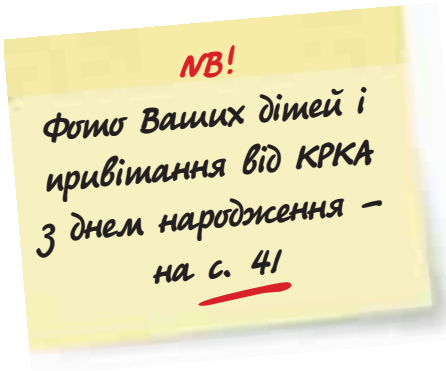 NB!
Фото Ваших дітей і
привітання від КРКА
З днем народження –
на с. 41